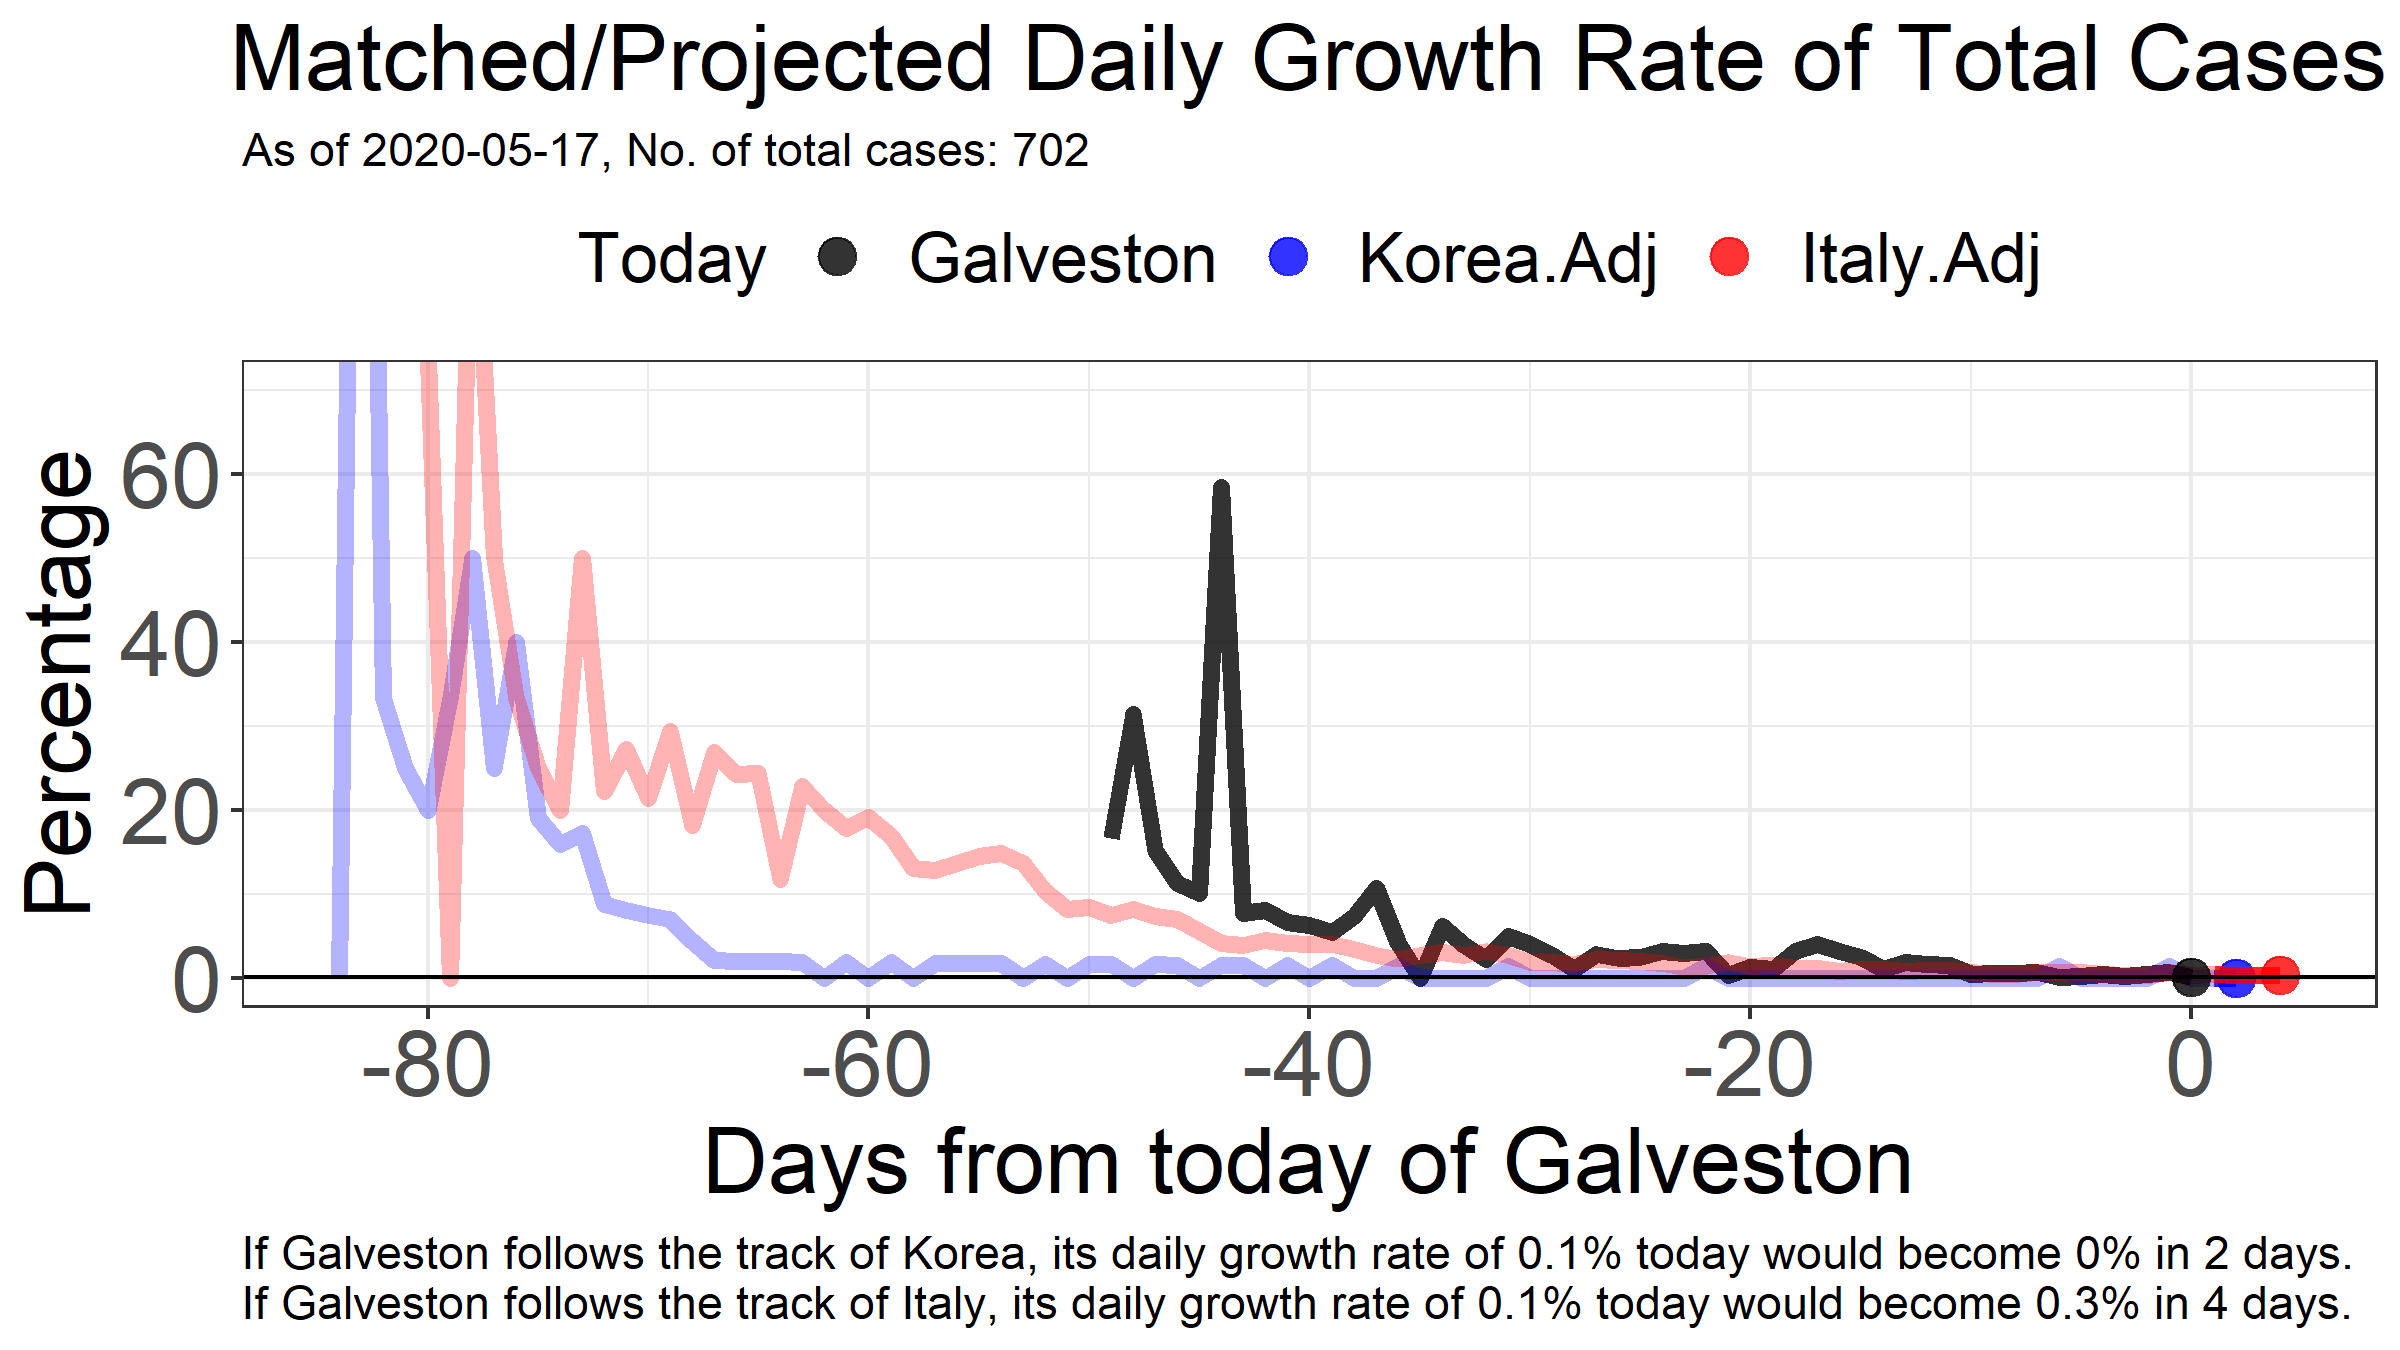 Matched/Projected Daily Growth Rate of Total Cases
As of 2020-05-17, No. of total cases: 702
Today Galveston Korea.Adj Italy.Adj
Percentage
60
40
20
0
-80 -60 -40 -20 0
Days from today of Galveston
If Galveston follows the track of Korea, its daily growth rate of 0.1% today would become 0% in 2 days.
If Galveston follows the track of Italy, its daily growth rate of 0.1% today would become 0.3% in 4 days.